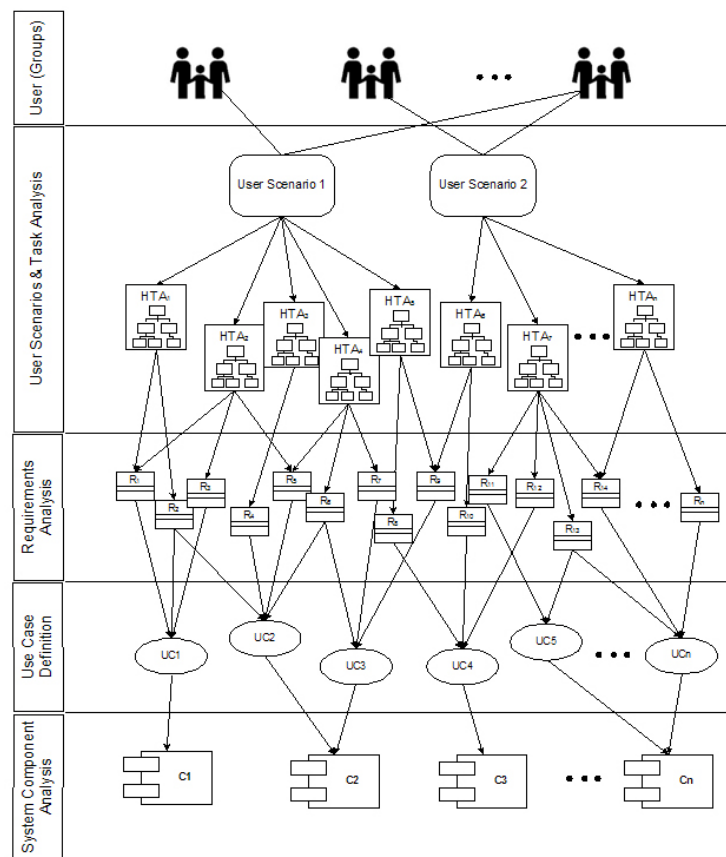 User (Groups)
User Scenarios & Task Analysis
User Scenario 1
User Scenario 2
HTA1
HTA2
HTA3
HTA4
HTA5
HTA6
HTA7
HTAn
Requirements
Analysis
R1
R2
R3
R4
R5
R6
R7
R8
R9
R10
R11
R12
R13
R14
Rn
Use Case
Definition
UC1
UC2
UC3
UC4
UC5
UCn
System Component
Analysis
C1
C2
C3
Cn